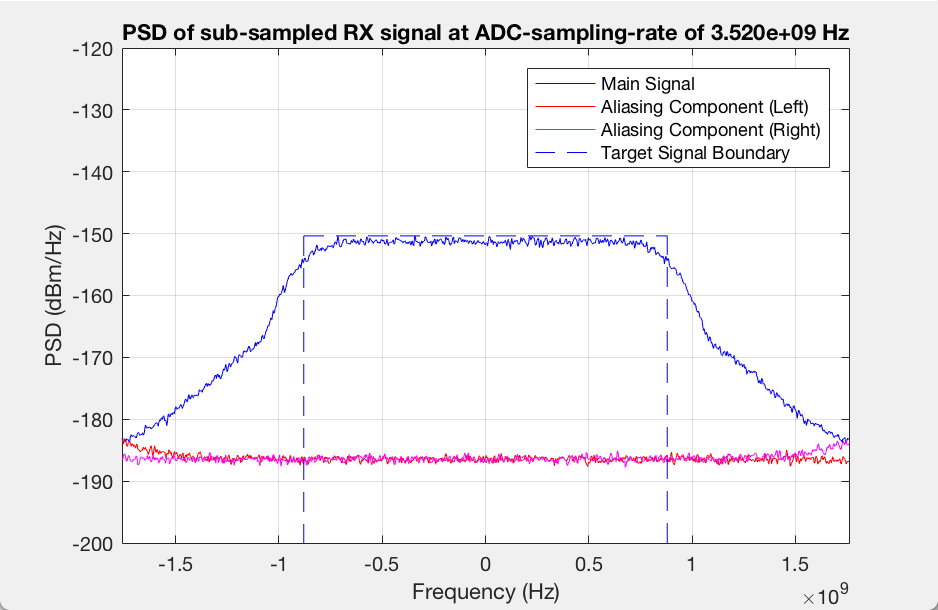 PSD of sub-sampled RX signal at ADC-sampling-rate of 3.520e+09 Hz
-120
-130
-140
-150
-160
-170
-180
-190
-200
PSD (dBm/Hz)
Main Signal
Aliasing Component (Left)
Aliasing Component (Right)
Target Signal Boundary
-1.5 -1 -0.5 0 0.5 1 1.5
Frequency (Hz)
×10⁹